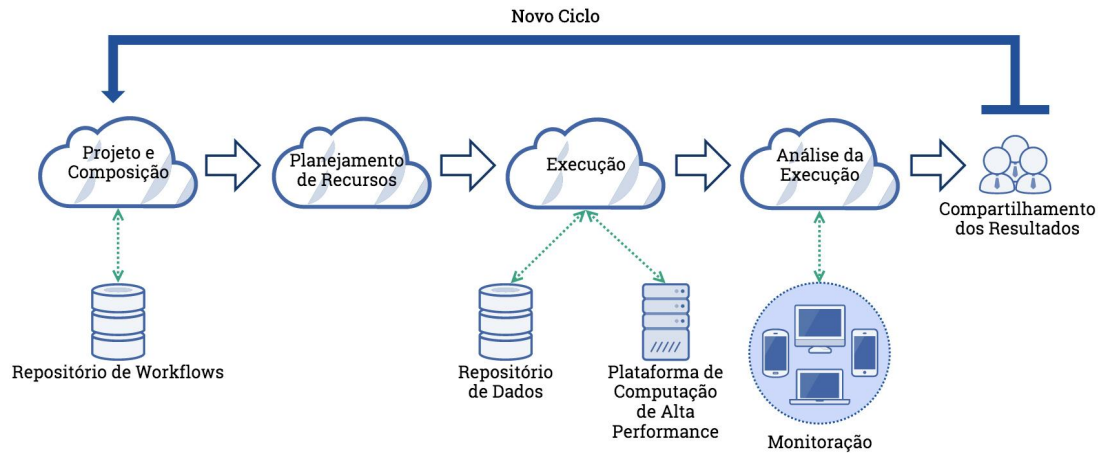 Novo Ciclo
Projeto e
Composição
Planejamento
de Recursos
Execução
Análise da
Execução
Compartilhamento
dos Resultados
Repositório de Workflows
Repositório
de Dados
Plataforma de
Computação
de Alta
Performance
Monitoração